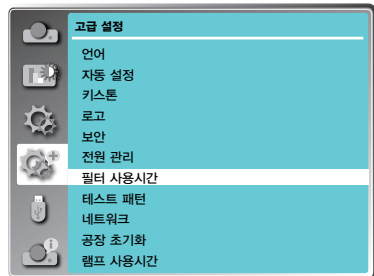 고급 설정
언어
자동 설정
키스톤
로고
보안
전원 관리
필터 사용시간
테스트 패턴
네트워크
공장 초기화
램프 사용시간